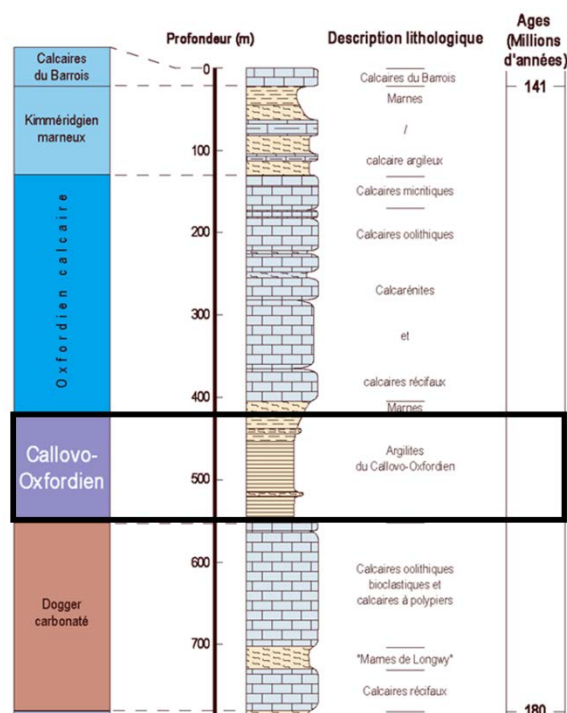 Ages
(Millions
d'années)
Profondeur (m)
Description lithologique
Calcaires
du Barrois
Kimméridgien
marneux
Oxfordien calcaire
Callovo-
Oxfordien
Dogger
carbonaté
0
100
200
300
400
500
600
700
Calcaires du Barrois
Marnes
/
calcaire argileux
Calcaires micritiques
Calcaires oolithiques
Calcarénites
et
calcaires récifaux
Marnes
Argilites
du Callovo-Oxfordien
Calcaires oolithiques
bioclastiques et
calcaires à polypiers
"Marnes de Longwy"
Calcaires récifaux
141
180